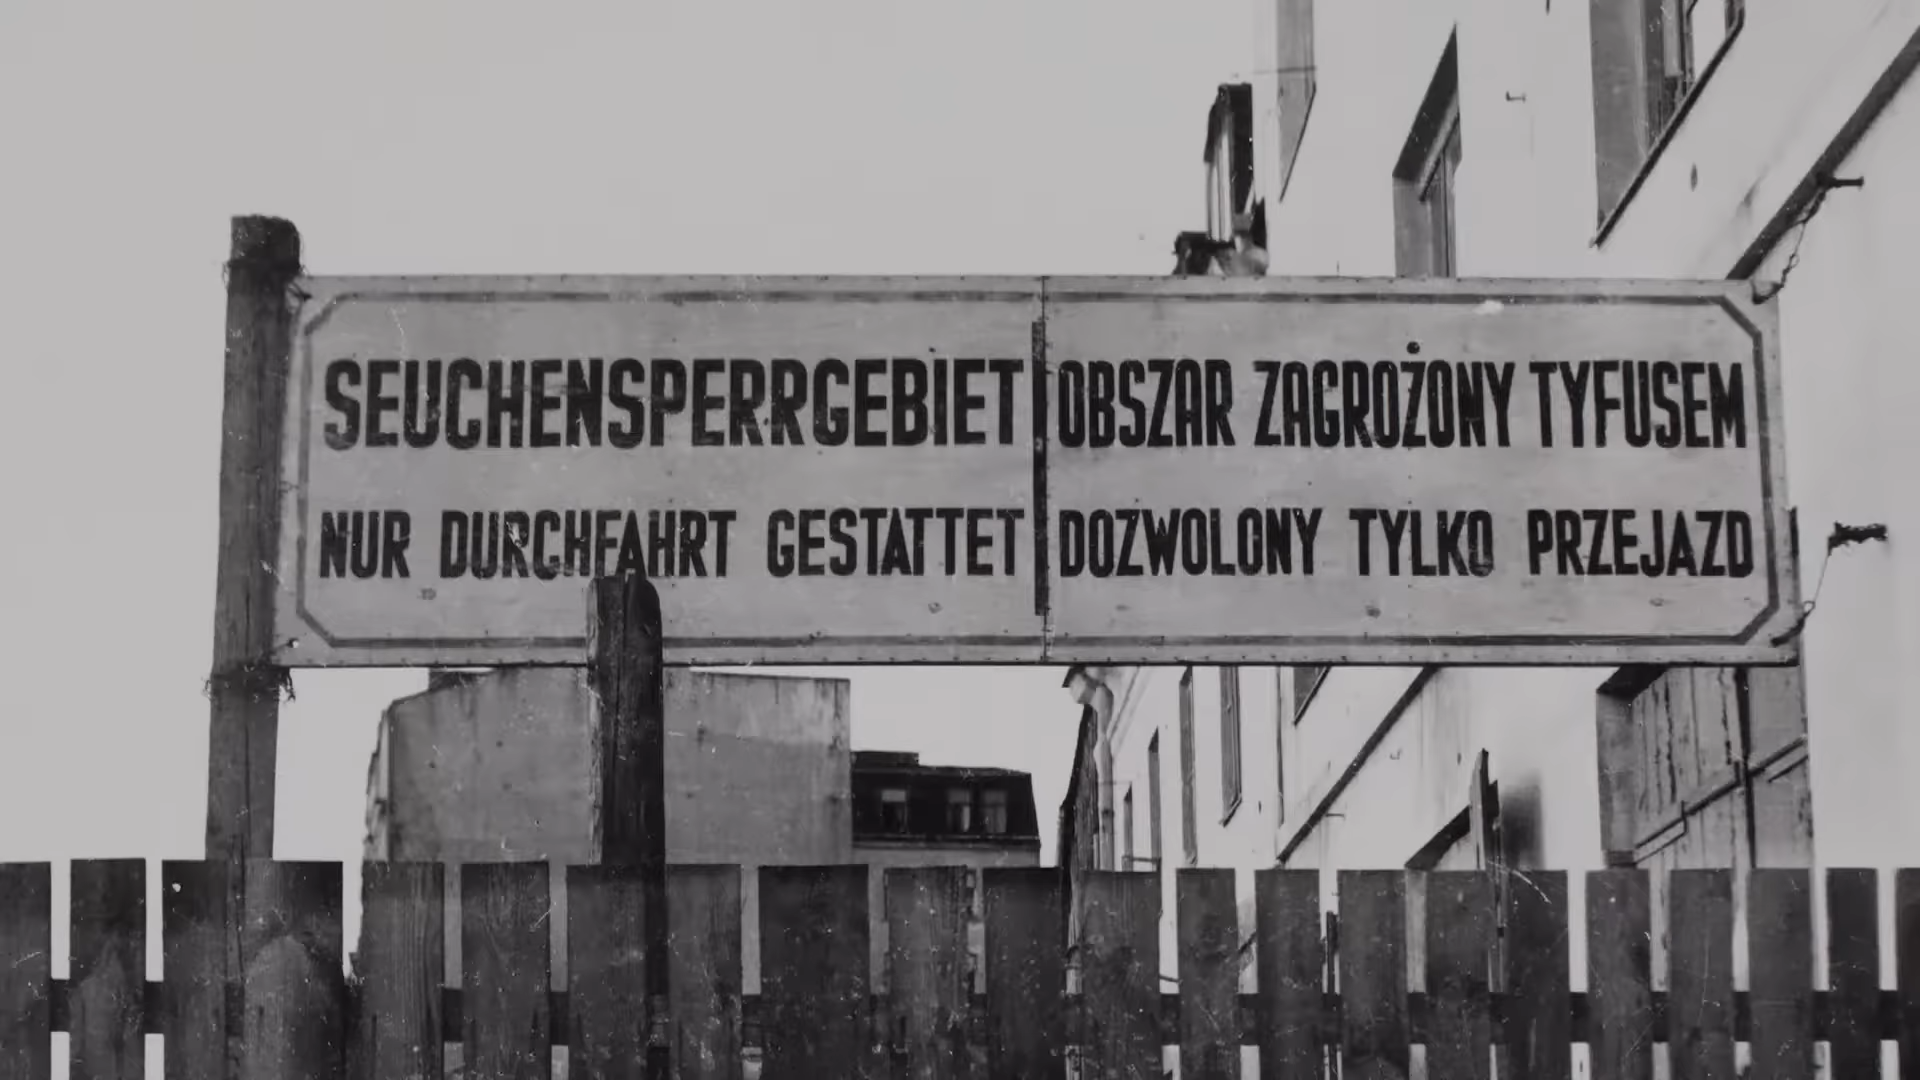 SEUCHENSPERRGEBIET
NUR DURCHFAHRT GESTATTET
OBSZAR ZAGROŻONY TYFUSEM
DOZWOLONY TYLKO PRZEJAZD